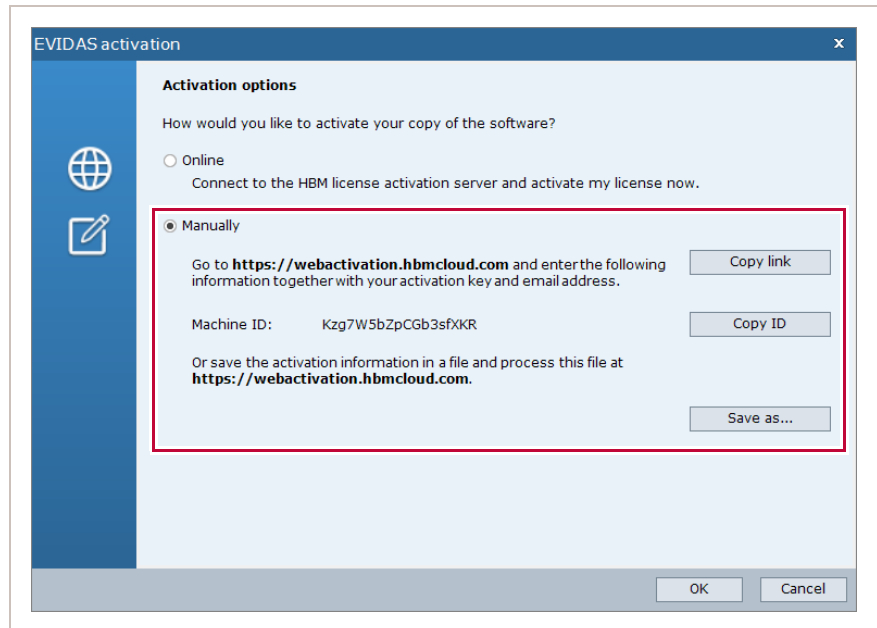 EVIDAS activation
x
Activation options
How would you like to activate your copy of the software?
Online
Connect to the HBM license activation server and activate my license now.
Manually
Go to https://webactivation.hbmcloud.com and enter the following
information together with your activation key and email address.
Copy link
Machine ID: Kzg7W5bZpCGb3sfXKR
Copy ID
Or save the activation information in a file and process this file at
https://webactivation.hbmcloud.com.
Save as...
OK
Cancel